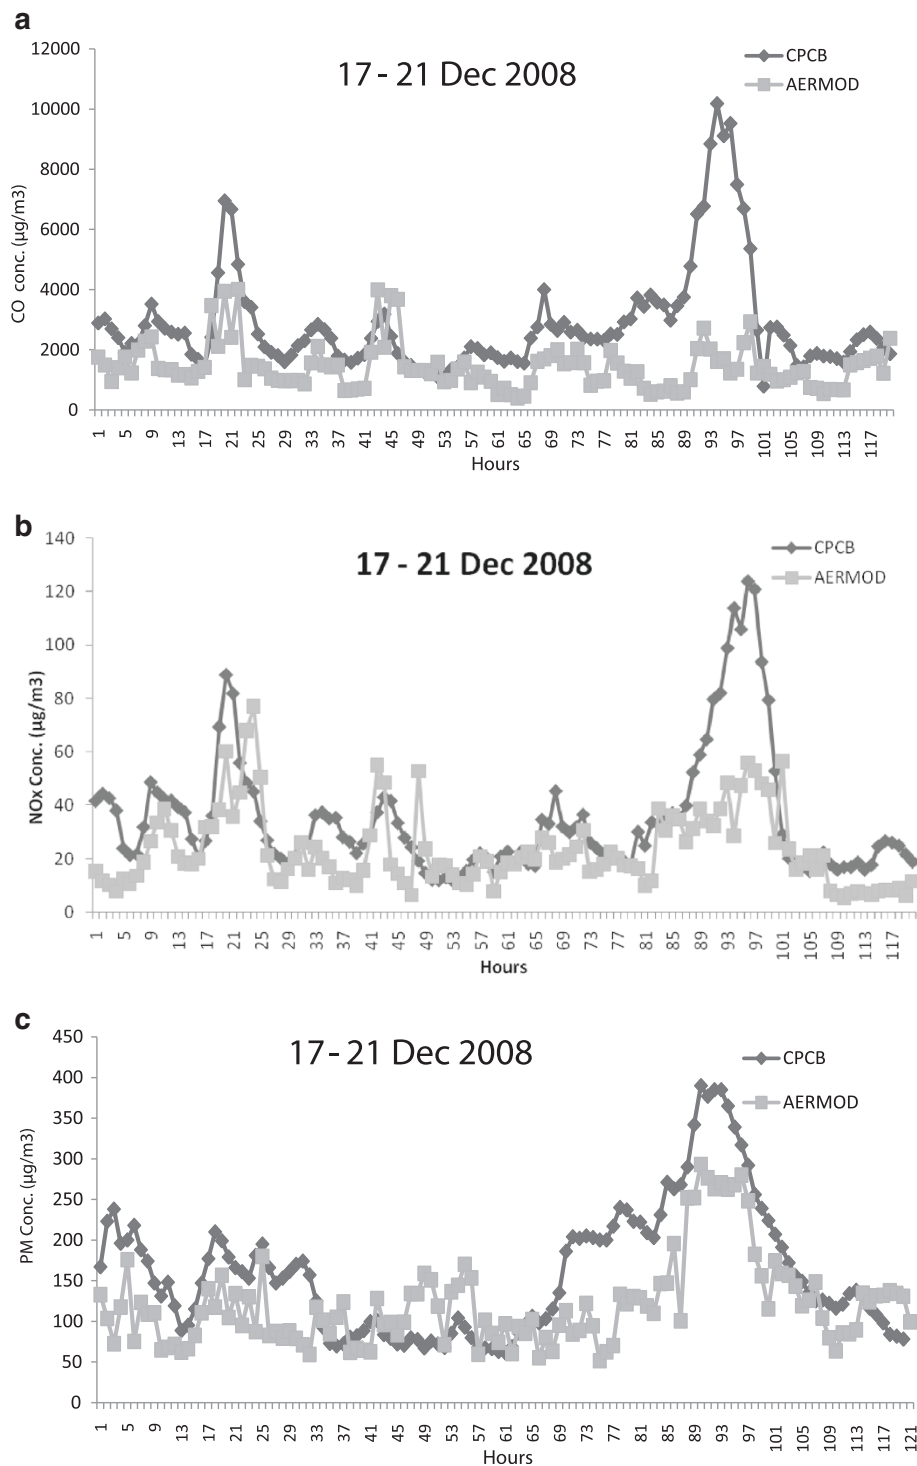 a
12000
10000
8000
6000
4000
2000
0
CO conc. (µg/m3)
17 - 21 Dec 2008
CPCB
AERMOD
1 5 9 13 17 21 25 29 33 37 41 45 49 53 57 61 65 69 73 77 81 85 89 93 97 101 105 109 113 117
Hours
b
140
120
100
80
60
40
20
0
NOx Conc. (µg/m3)
17 - 21 Dec 2008
CPCB
AERMOD
1 5 9 13 17 21 25 29 33 37 41 45 49 53 57 61 65 69 73 77 81 85 89 93 97 101 105 109 113 117
Hours
c
450
400
350
300
250
200
150
100
50
0
PM Conc. (µg/m3)
17 - 21 Dec 2008
CPCB
AERMOD
1 5 9 13 17 21 25 29 33 37 41 45 49 53 57 61 65 69 73 77 81 85 89 93 97 101 105 109 113 117 121
Hours